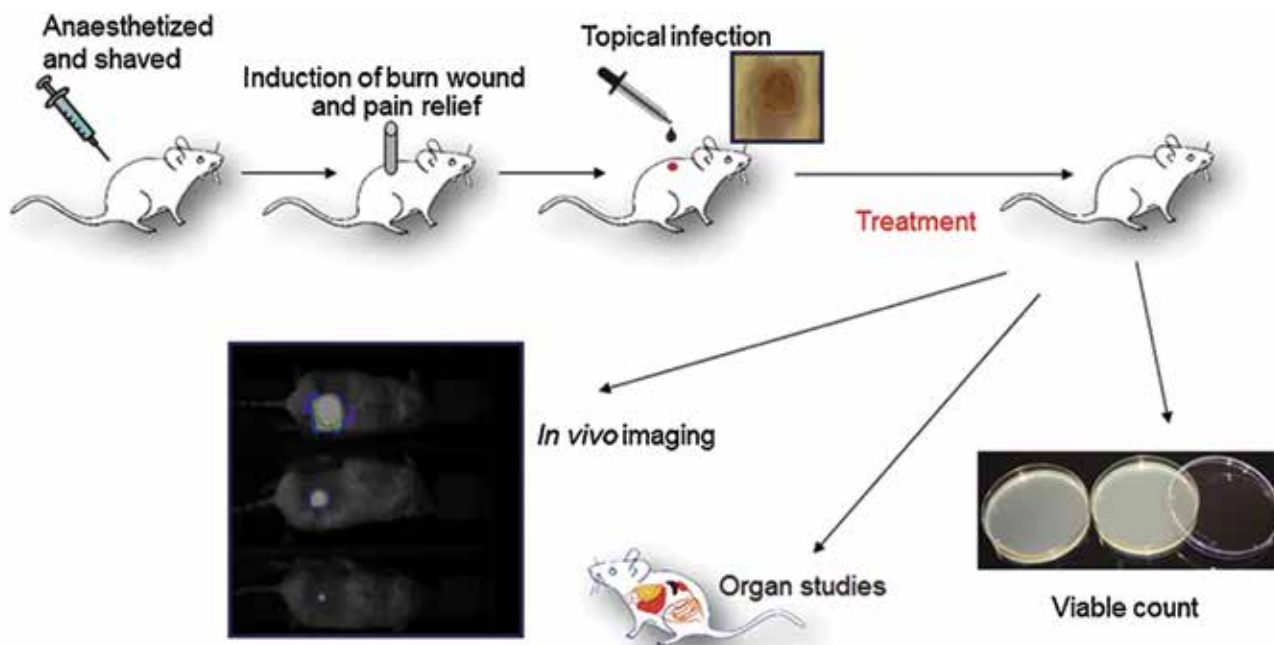 Anaesthetized
and shaved
Induction of burn wound
and pain relief
Topical infection
Treatment
In vivo imaging
Organ studies
Viable count